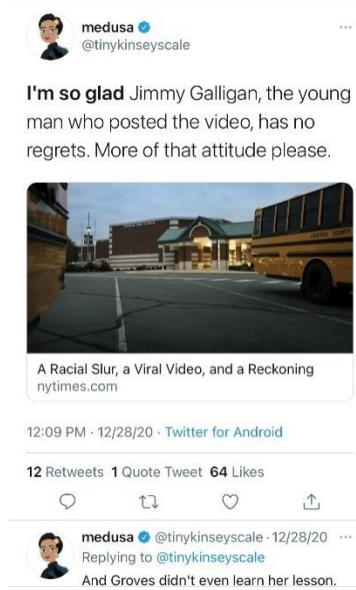 medusa
@tinykinseyscale
I'm so glad Jimmy Galligan, the young
man who posted the video, has no
regrets. More of that attitude please.
A Racial Slur, a Viral Video, and a Reckoning
nytimes.com
12:09 PM · 12/28/20 · Twitter for Android
12 Retweets 1 Quote Tweet 64 Likes
medusa @tinykinseyscale · 12/28/20
Replying to @tinykinseyscale
And Groves didn't even learn her lesson.